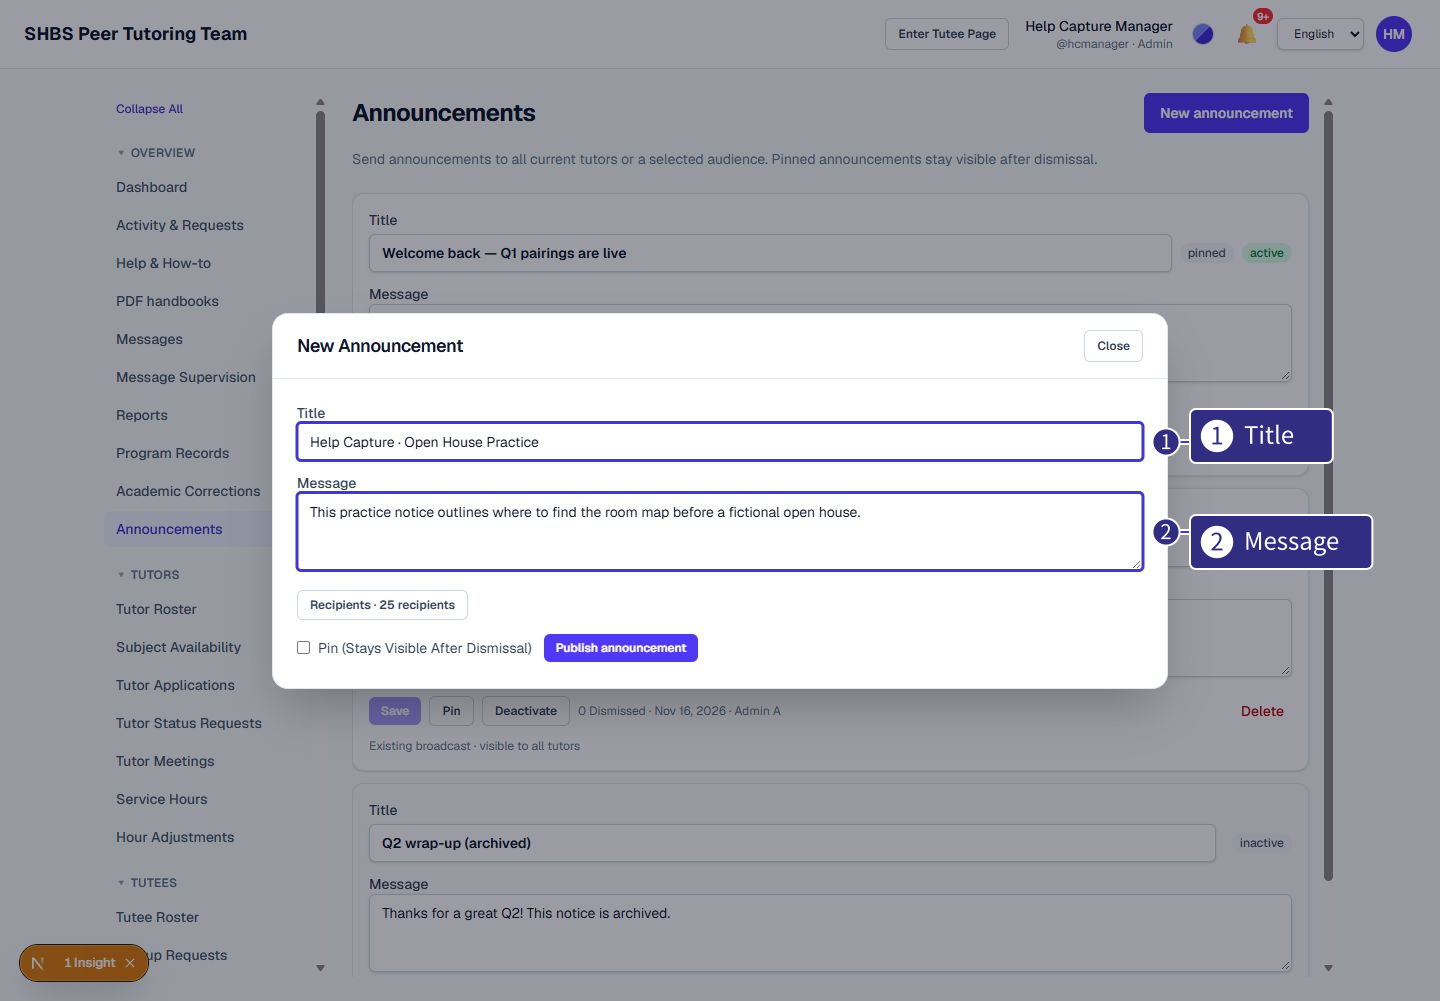 SHBS Peer Tutoring Team
Enter Tutee Page
Help Capture Manager
@hcmanager · Admin
9+
English
HM
Collapse All
OVERVIEW
Dashboard
Activity & Requests
Help & How-to
PDF handbooks
Messages
Message Supervision
Reports
Program Records
Academic Corrections
Announcements
TUTORS
Tutor Roster
Subject Availability
Tutor Applications
Tutor Status Requests
Tutor Meetings
Service Hours
Hour Adjustments
TUTEES
Tutee Roster
up Requests
1 Insight
Announcements
New announcement
Send announcements to all current tutors or a selected audience. Pinned announcements stay visible after dismissal.
Title
Welcome back — Q1 pairings are live
pinned
active
Message
New Announcement
Close
Title
Help Capture · Open House Practice
1
1 Title
Message
This practice notice outlines where to find the room map before a fictional open house.
2
2 Message
Recipients · 25 recipients
Pin (Stays Visible After Dismissal)
Publish announcement
Save
Pin
Deactivate
0 Dismissed · Nov 16, 2026 · Admin A
Delete
Existing broadcast · visible to all tutors
Title
Q2 wrap-up (archived)
inactive
Message
Thanks for a great Q2! This notice is archived.